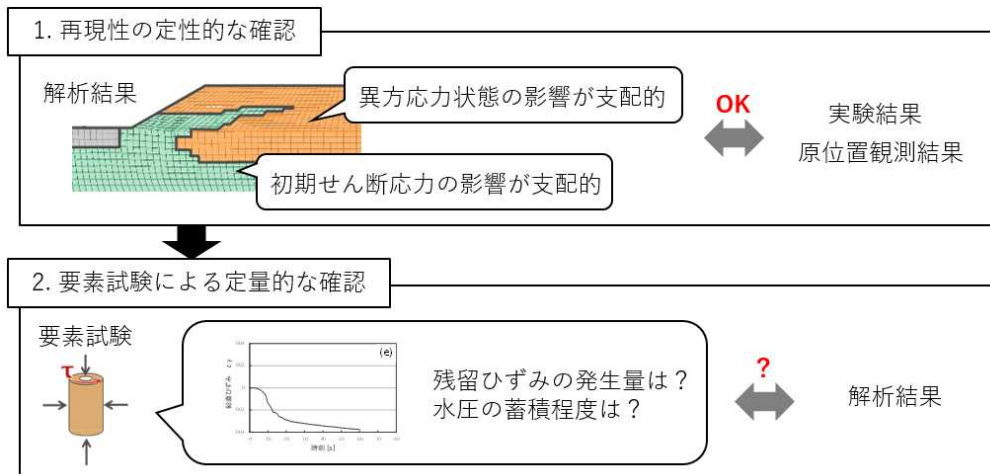 1. 再現性の定性的な確認
解析結果
異方応力状態の影響が支配的
初期せん断応力の影響が支配的
OK
実験結果
原位置観測結果
2. 要素試験による定量的な確認
要素試験
τ
(e)
時刻 [s]
残留ひずみの発生量は？
水圧の蓄積程度は？
?
解析結果